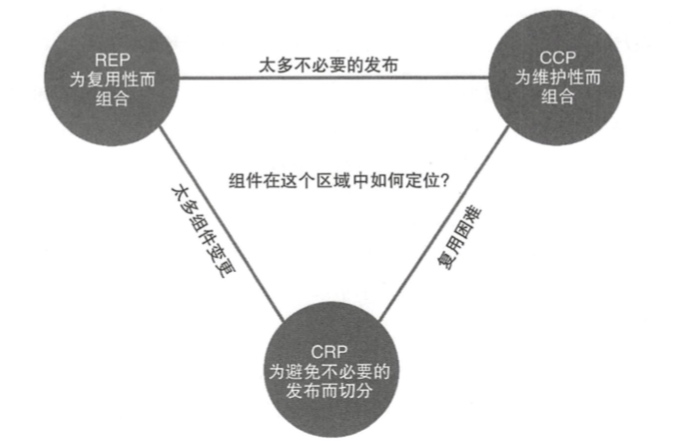 REP
为复用性而
组合
太多不必要的发布
CCP
为维护性而
组合
组件在这个区域中如何定位?
太多组件变更
复用困难
CRP
为避免不必要的
发布而切分